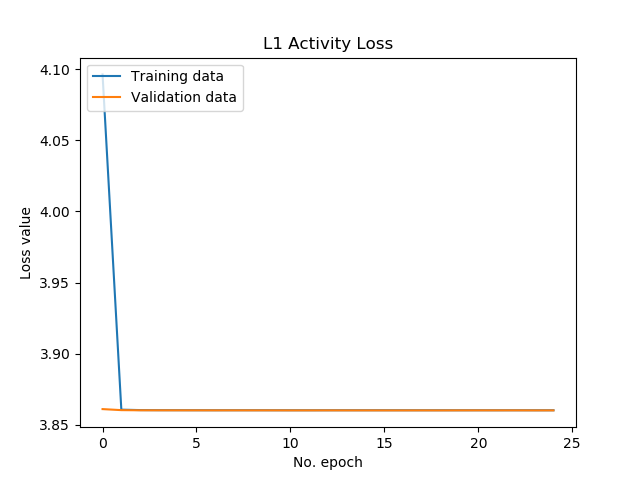 L1 Activity Loss
Training data
Validation data
Loss value
4.10
4.05
4.00
3.95
3.90
3.85
0 5 10 15 20 25
No. epoch